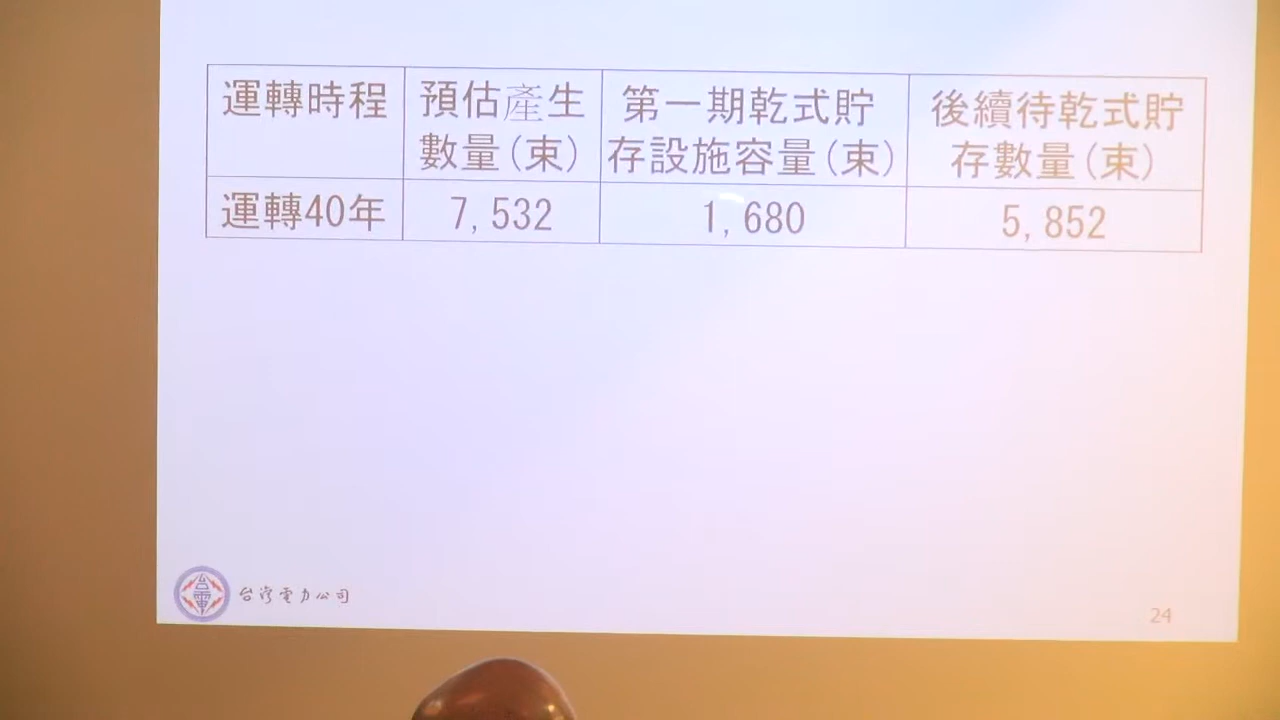 運轉時程
預估產生
數量(束)
第一期乾式貯
存設施容量(束)
後續待乾式貯
存數量(束)
運轉40年
7,532
1,680
5,852
台電
台灣電力公司
24